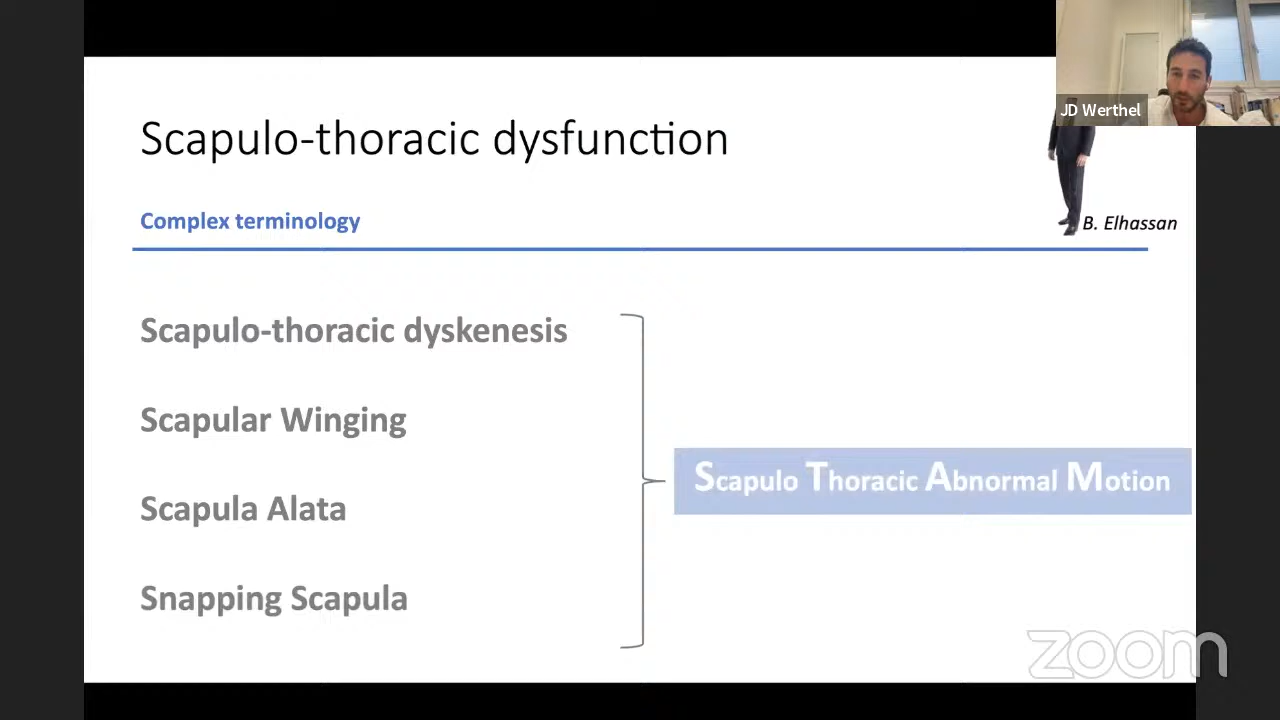 JD Werthel
Scapulo-thoracic dysfunction
Complex terminology
B. Elhassan
Scapulo-thoracic dyskenesis
Scapular Winging
Scapula Alata
Snapping Scapula
Scapulo Thoracic Abnormal Motion
zoom